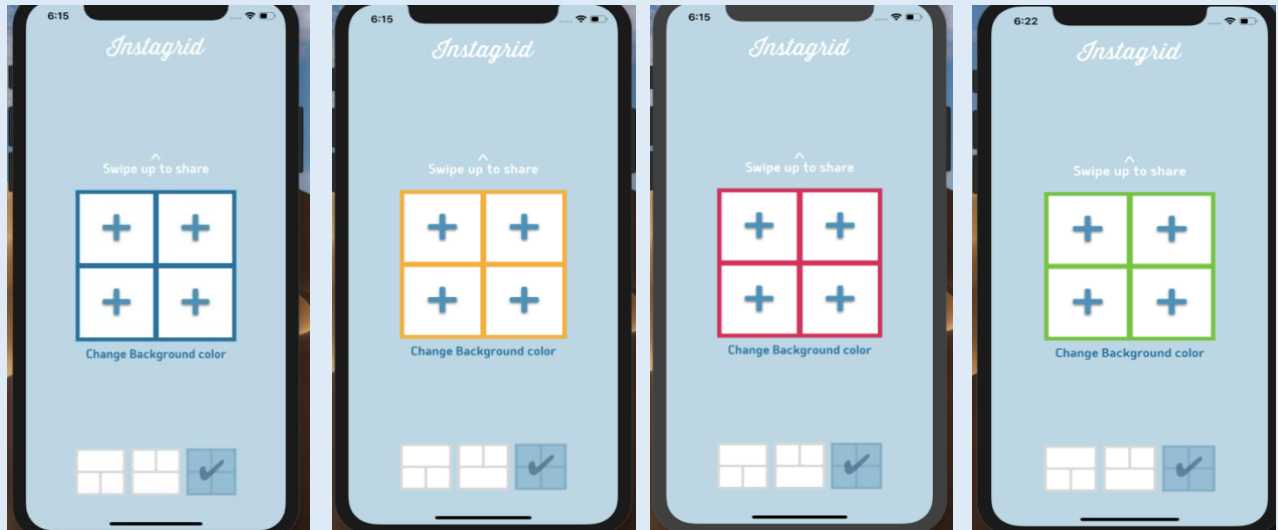 6:15
Instagrid
Swipe up to share
Change Background color
6:15
Instagrid
Swipe up to share
Change Background color
6:15
Instagrid
Swipe up to share
Change Background color
6:22
Instagrid
Swipe up to share
Change Background color